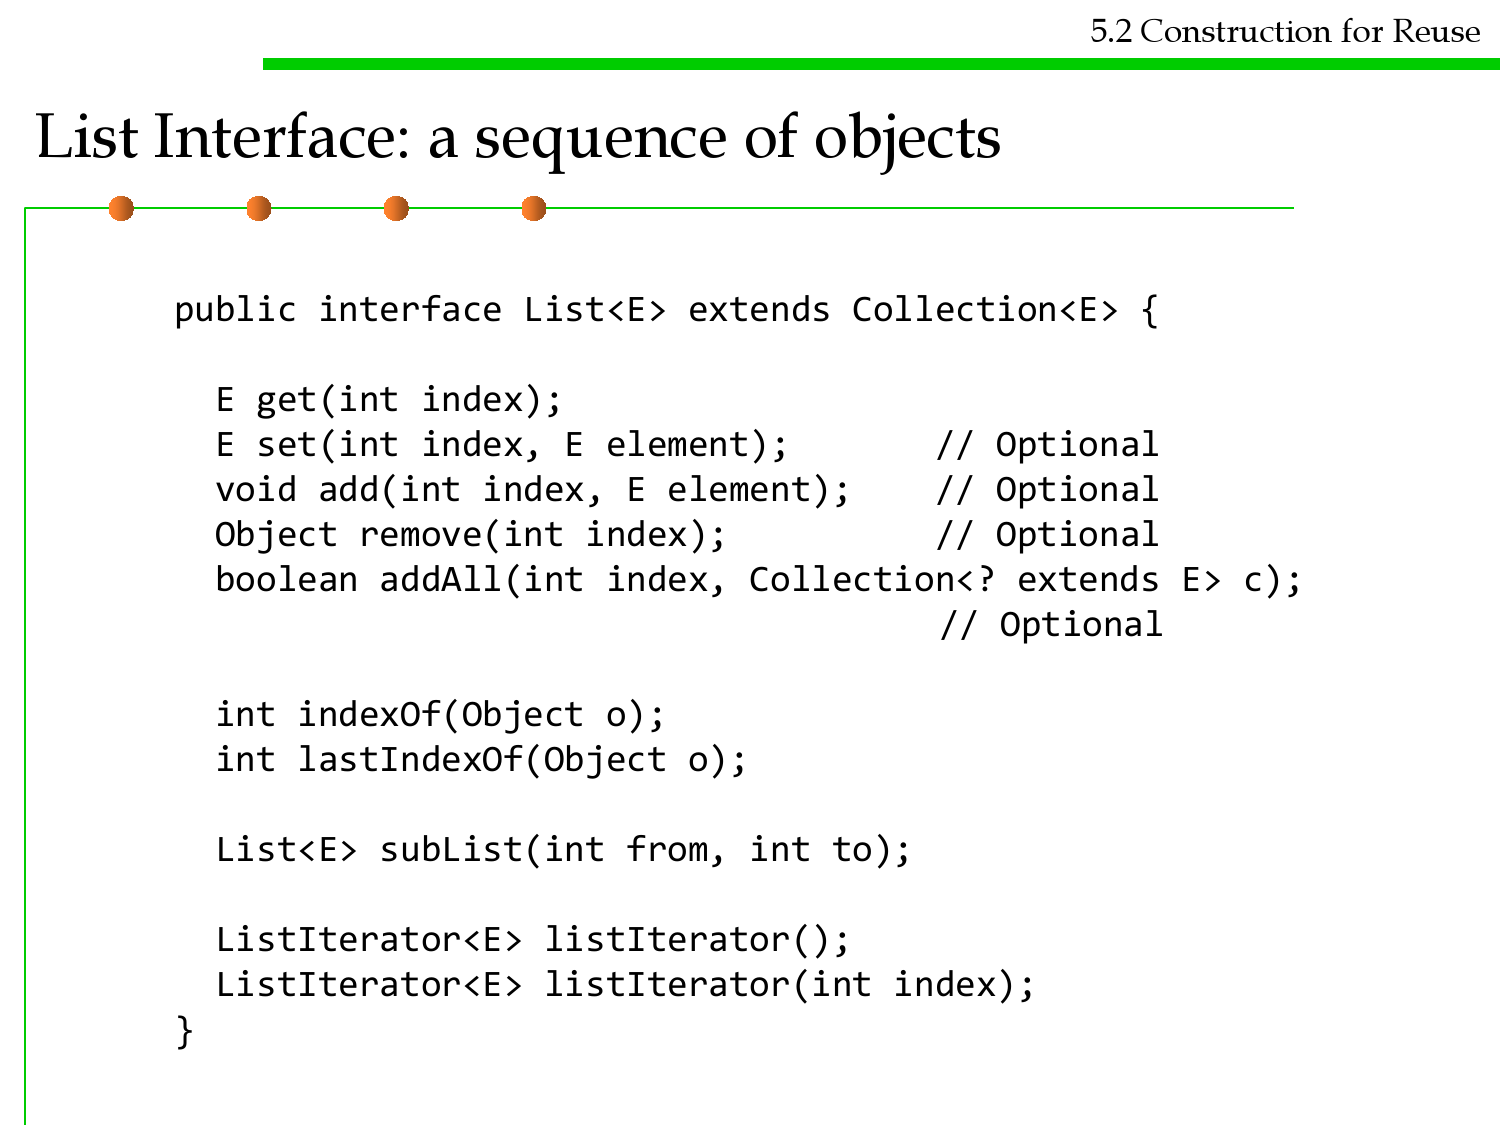 5.2 Construction for Reuse
List Interface: a sequence of objects
public interface List<E> extends Collection<E> {
E get(int index);
E set(int index, E element); // Optional
void add(int index, E element); // Optional
Object remove(int index); // Optional
boolean addAll(int index, Collection<? extends E> c);
// Optional
int indexOf(Object o);
int lastIndexOf(Object o);
List<E> subList(int from, int to);
ListIterator<E> listIterator();
ListIterator<E> listIterator(int index);
}